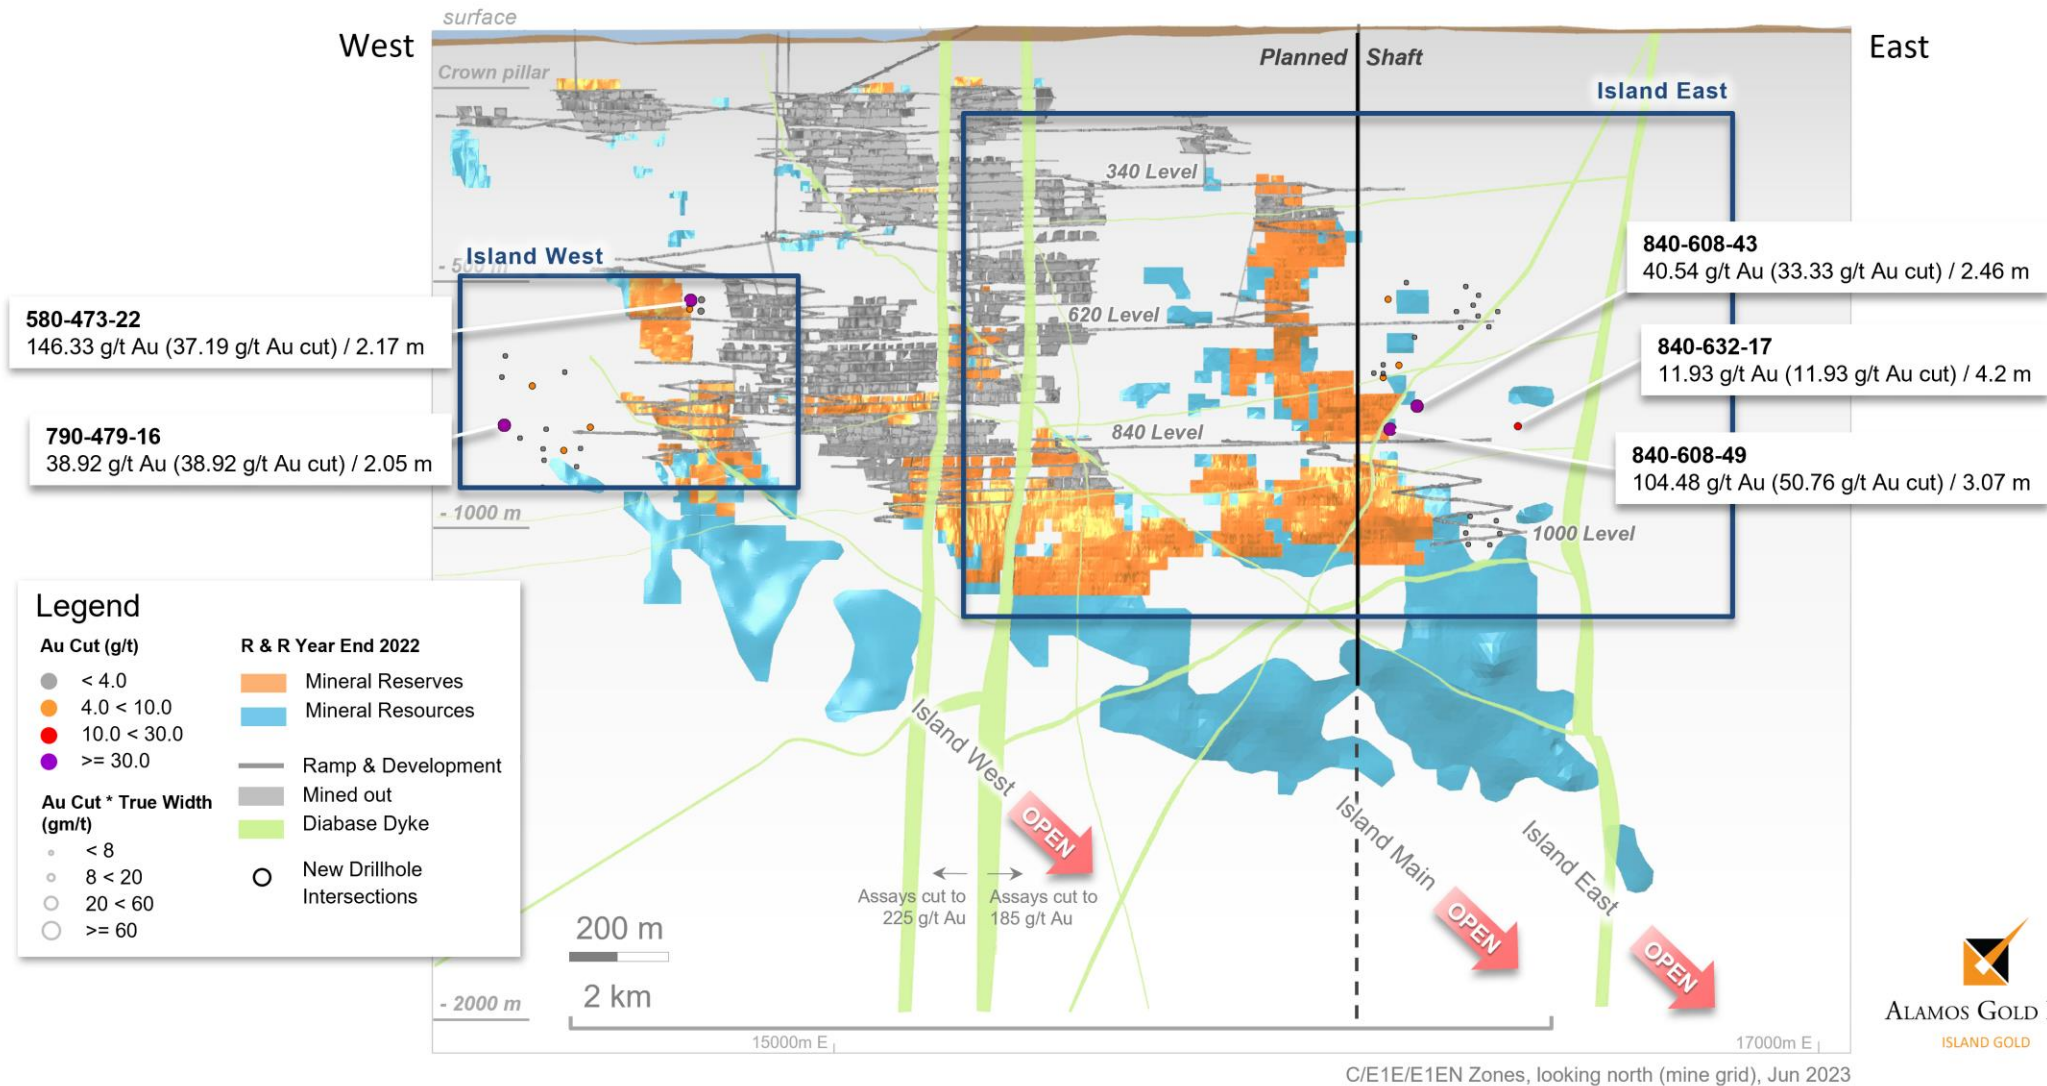 surface
West
East
Crown pillar
Planned Shaft
Island East
340 Level
Island West
- 500 m
620 Level
840 Level
- 1000 m
1000 Level
580-473-22
146.33 g/t Au (37.19 g/t Au cut) / 2.17 m
790-479-16
38.92 g/t Au (38.92 g/t Au cut) / 2.05 m
840-608-43
40.54 g/t Au (33.33 g/t Au cut) / 2.46 m
840-632-17
11.93 g/t Au (11.93 g/t Au cut) / 4.2 m
840-608-49
104.48 g/t Au (50.76 g/t Au cut) / 3.07 m
Legend
Au Cut (g/t)
< 4.0
4.0 < 10.0
10.0 < 30.0
>= 30.0
Au Cut * True Width
(gm/t)
< 8
8 < 20
20 < 60
>= 60
R & R Year End 2022
Mineral Reserves
Mineral Resources
Ramp & Development
Mined out
Diabase Dyke
New Drillhole
Intersections
Island West
OPEN
Island Main
OPEN
Island East
OPEN
Assays cut to
225 g/t Au
Assays cut to
185 g/t Au
200 m
2 km
- 2000 m
15000m E
17000m E
ALAMOS GOLD
ISLAND GOLD
C/E1E/E1EN Zones, looking north (mine grid), Jun 2023